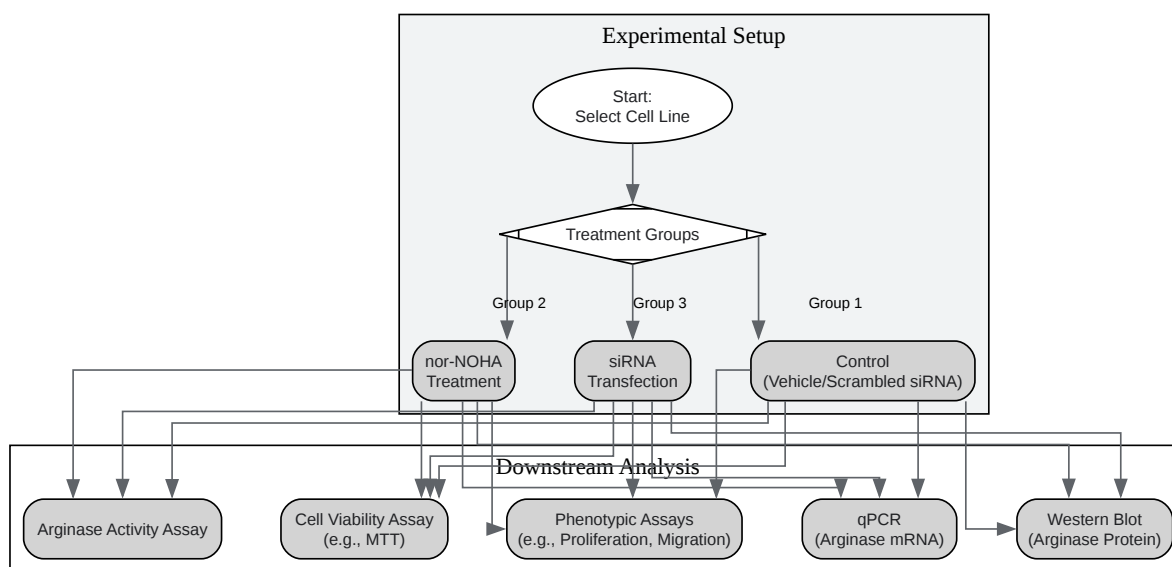 Experimental Setup
Start:
Select Cell Line
Treatment Groups
Group 2
Group 3
Group 1
nor-NOHA
Treatment
siRNA
Transfection
Control
(Vehicle/Scrambled siRNA)
Downstream Analysis
Arginase Activity Assay
Cell Viability Assay
(e.g., MTT)
Phenotypic Assays
(e.g., Proliferation, Migration)
qPCR
(Arginase mRNA)
Western Blot
(Arginase Protein)